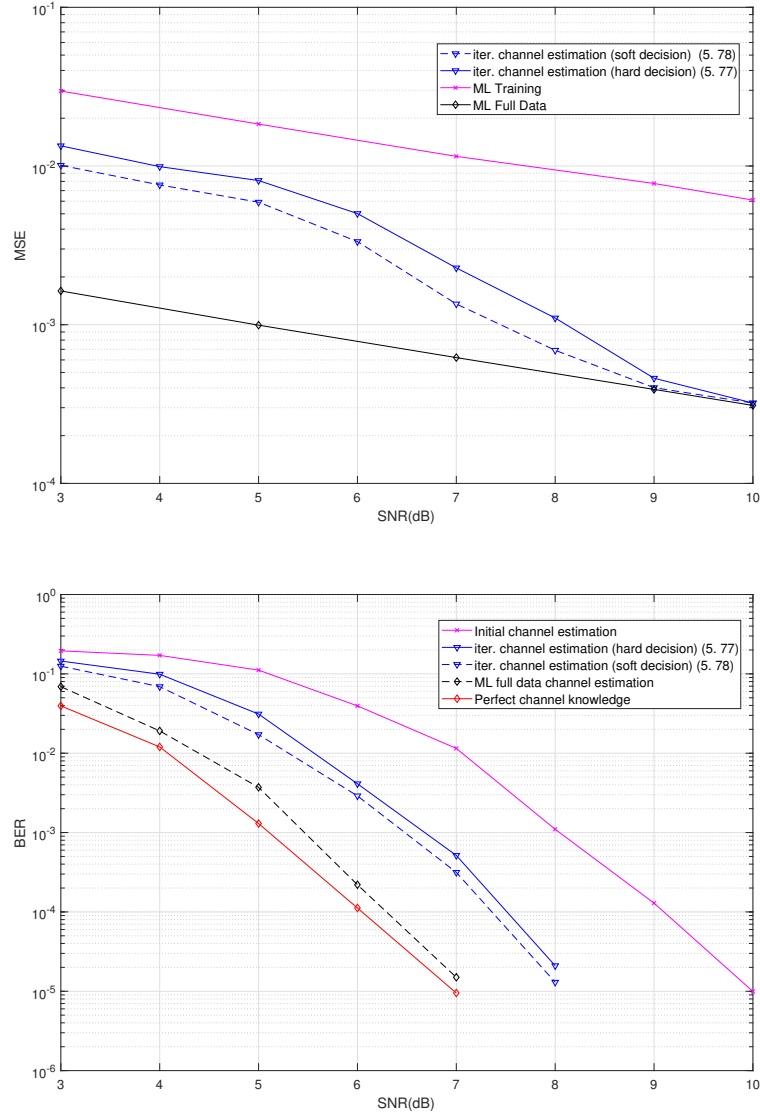 10^-1
10^-2
10^-3
10^-4
MSE
3 4 5 6 7 8 9 10
SNR(dB)
iter. channel estimation (soft decision) (5. 78)
iter. channel estimation (hard decision) (5. 77)
ML Training
ML Full Data
10^0
10^-1
10^-2
10^-3
10^-4
10^-5
10^-6
BER
3 4 5 6 7 8 9 10
SNR(dB)
Initial channel estimation
iter. channel estimation (hard decision) (5. 77)
iter. channel estimation (soft decision) (5. 78)
ML full data channel estimation
Perfect channel knowledge